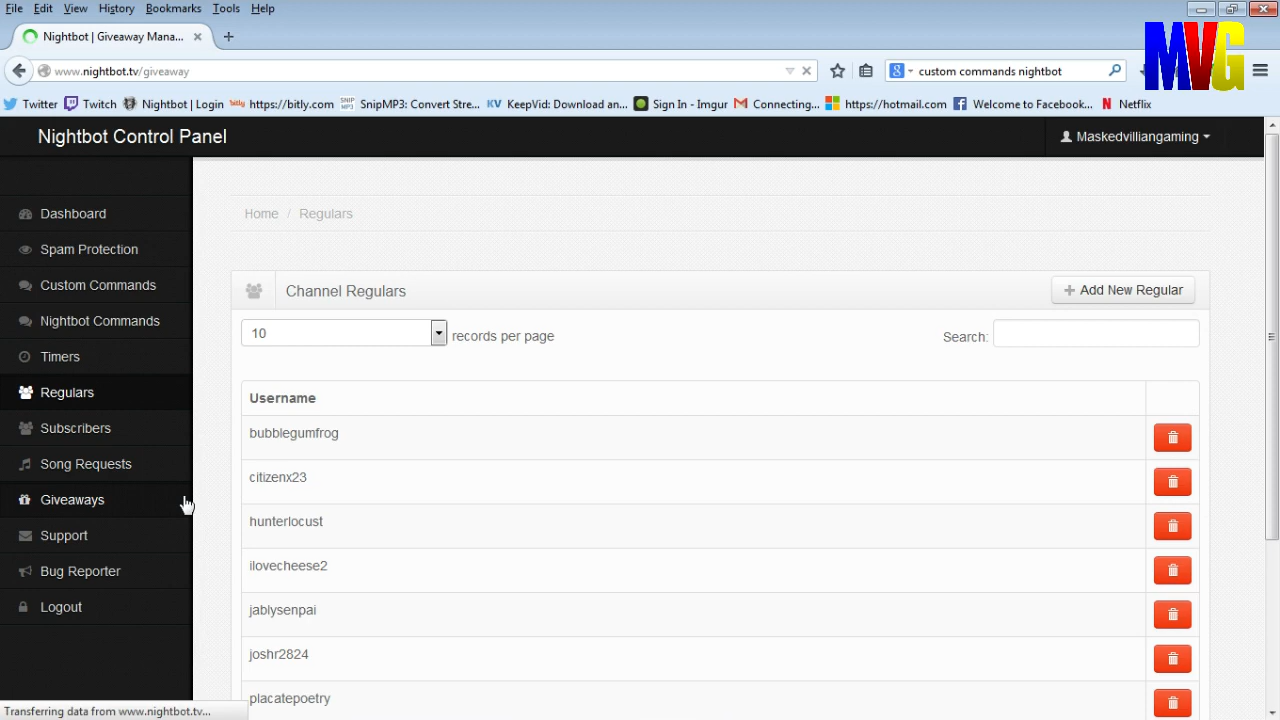 File Edit View History Bookmarks Tools Help
Nightbot | Giveaway Mana...
www.nightbot.tv/giveaway
custom commands nightbot
MVG
Twitter Twitch Nightbot | Login bitly https://bitly.com SNIP MP3 SnipMP3: Convert Stre... KV KeepVid: Download an... Sign In - Imgur Connecting... https://hotmail.com Welcome to Facebook... N Netflix
Nightbot Control Panel
Maskedvilliangaming
Dashboard
Spam Protection
Custom Commands
Nightbot Commands
Timers
Regulars
Subscribers
Song Requests
Giveaways
Support
Bug Reporter
Logout
Home / Regulars
Channel Regulars
Add New Regular
10 records per page
Search:
Username
bubblegumfrog
citizenx23
hunterlocust
ilovecheese2
jablysenpai
joshr2824
placatepoetry
Transferring data from www.nightbot.tv...